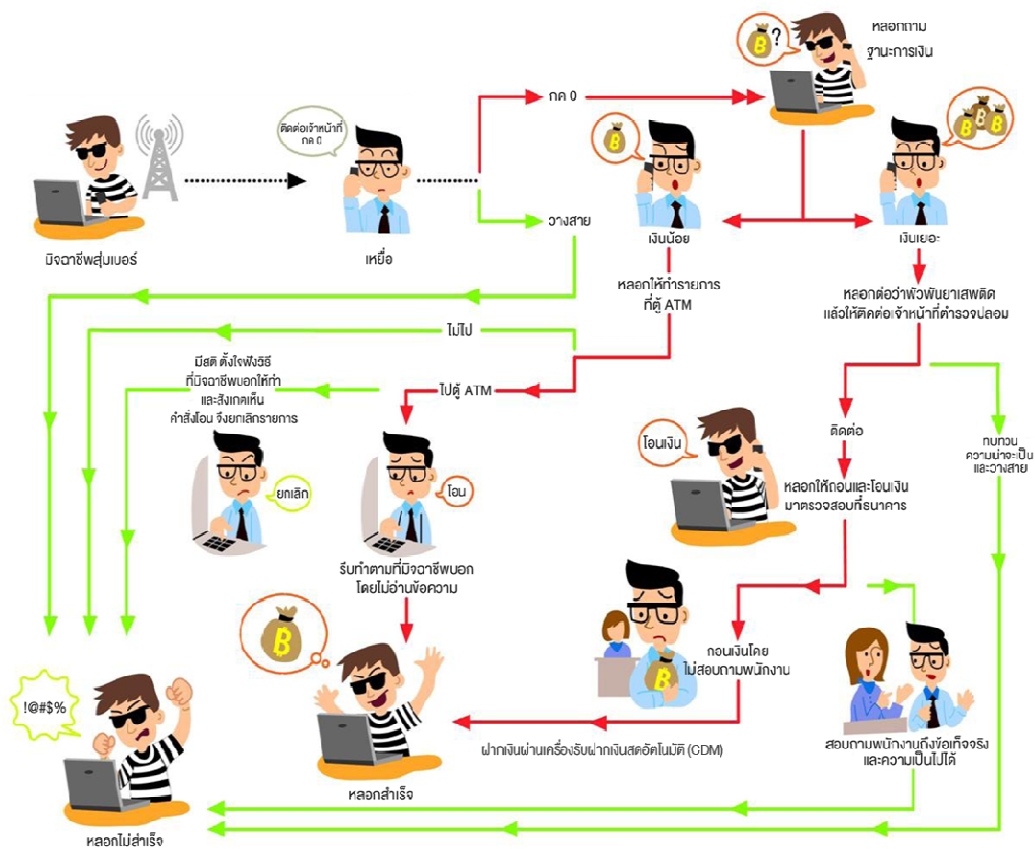 หลอกถาม
ฐานะการเงิน
฿?
กด 0
ติดต่อเจ้าหน้าที่
กด 0
฿
฿฿฿
วางสาย
มิจฉาชีพสุ่มเบอร์
เหยื่อ
เงินน้อย
เงินเยอะ
หลอกให้ทำรายการ
ที่ตู้ ATM
หลอกต่อว่าพัวพันยาเสพติด
แล้วให้ติดต่อเจ้าหน้าที่ตำรวจปลอม
ไม่ไป
มีสติ ตั้งใจฟังวิธี
ที่มิจฉาชีพบอกให้ทำ
และสังเกตเห็น
คำสั่งโอน จึงยกเลิกรายการ
ไปตู้ ATM
ติดต่อ
ทบทวน
ความน่าจะเป็น
และวางสาย
โอนเงิน
หลอกให้ถอนและโอนเงิน
มาตรวจสอบที่ธนาคาร
ยกเลิก
โอน
รีบทำตามที่มิจฉาชีพบอก
โดยไม่อ่านข้อความ
฿
ถอนเงินโดย
ไม่สอบถามพนักงาน
฿
!@#$%
สอบถามพนักงานถึงข้อเท็จจริง
และความเป็นไปได้
ฝากเงินผ่านเครื่องรับฝากเงินสดอัตโนมัติ (CDM)
หลอกสำเร็จ
หลอกไม่สำเร็จ